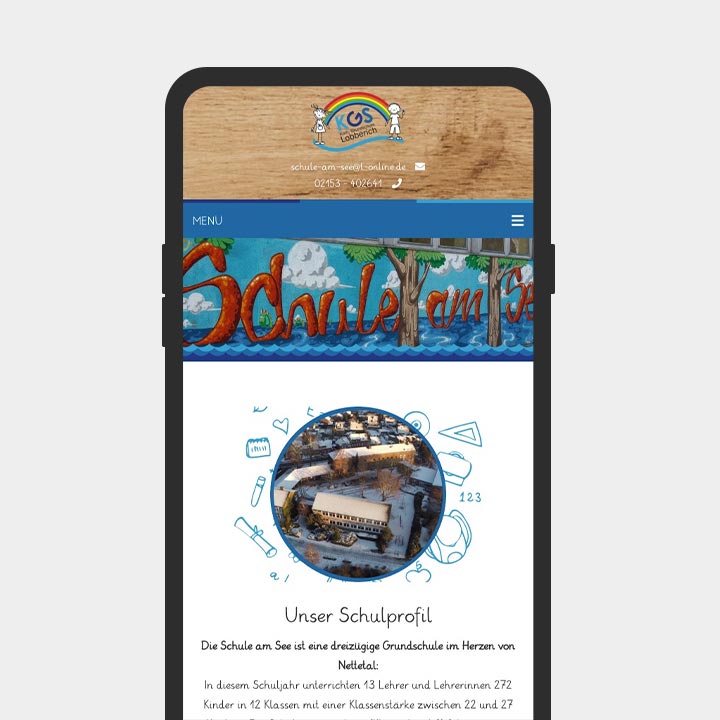 KGS
Lobberich
schule-am-see@t-online.de
02153 - 402641
MENU
Schule am Se
123
a!
Unser Schulprofil
Die Schule am See ist eine dreizügige Grundschule im Herzen von
Nettetal:
In diesem Schuljahr unterrichten 13 Lehrer und Lehrerinnen 272
Kinder in 12 Klassen mit einer Klassenstärke zwischen 22 und 27